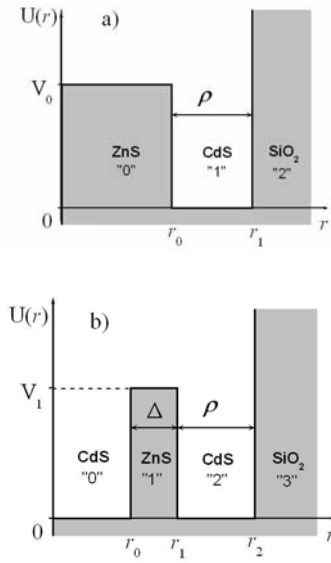 U(r) a)
V₀
ρ
ZnS CdS SiO₂
"0" "1" "2"
0
r₀ r₁ r
U(r) b)
V₁
Δ ρ
CdS ZnS CdS SiO₂
"0" "1" "2" "3"
0
r₀ r₁ r₂ r